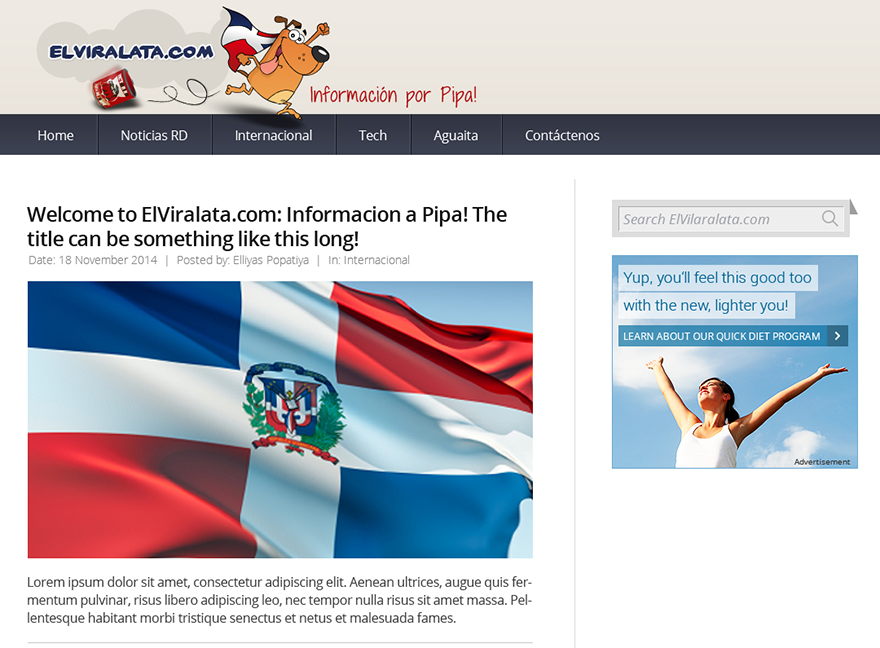 ELVIRALATA.COM
Información por Pipa!
Home
Noticias RD
Internacional
Tech
Aguaita
Contáctenos
Welcome to ElViralata.com: Informacion a Pipa! The
title can be something like this long!
Date: 18 November 2014 | Posted by: Elliyas Popatiya | In: Internacional
Lorem ipsum dolor sit amet, consectetur adipiscing elit. Aenean ultrices, augue quis fer-
mentum pulvinar, risus libero adipiscing leo, nec tempor nulla risus sit amet massa. Pel-
lentesque habitant morbi tristique senectus et netus et malesuada fames.
Search ElVilaralata.com
Yup, you'll feel this good too
with the new, lighter you!
LEARN ABOUT OUR QUICK DIET PROGRAM
Advertisement